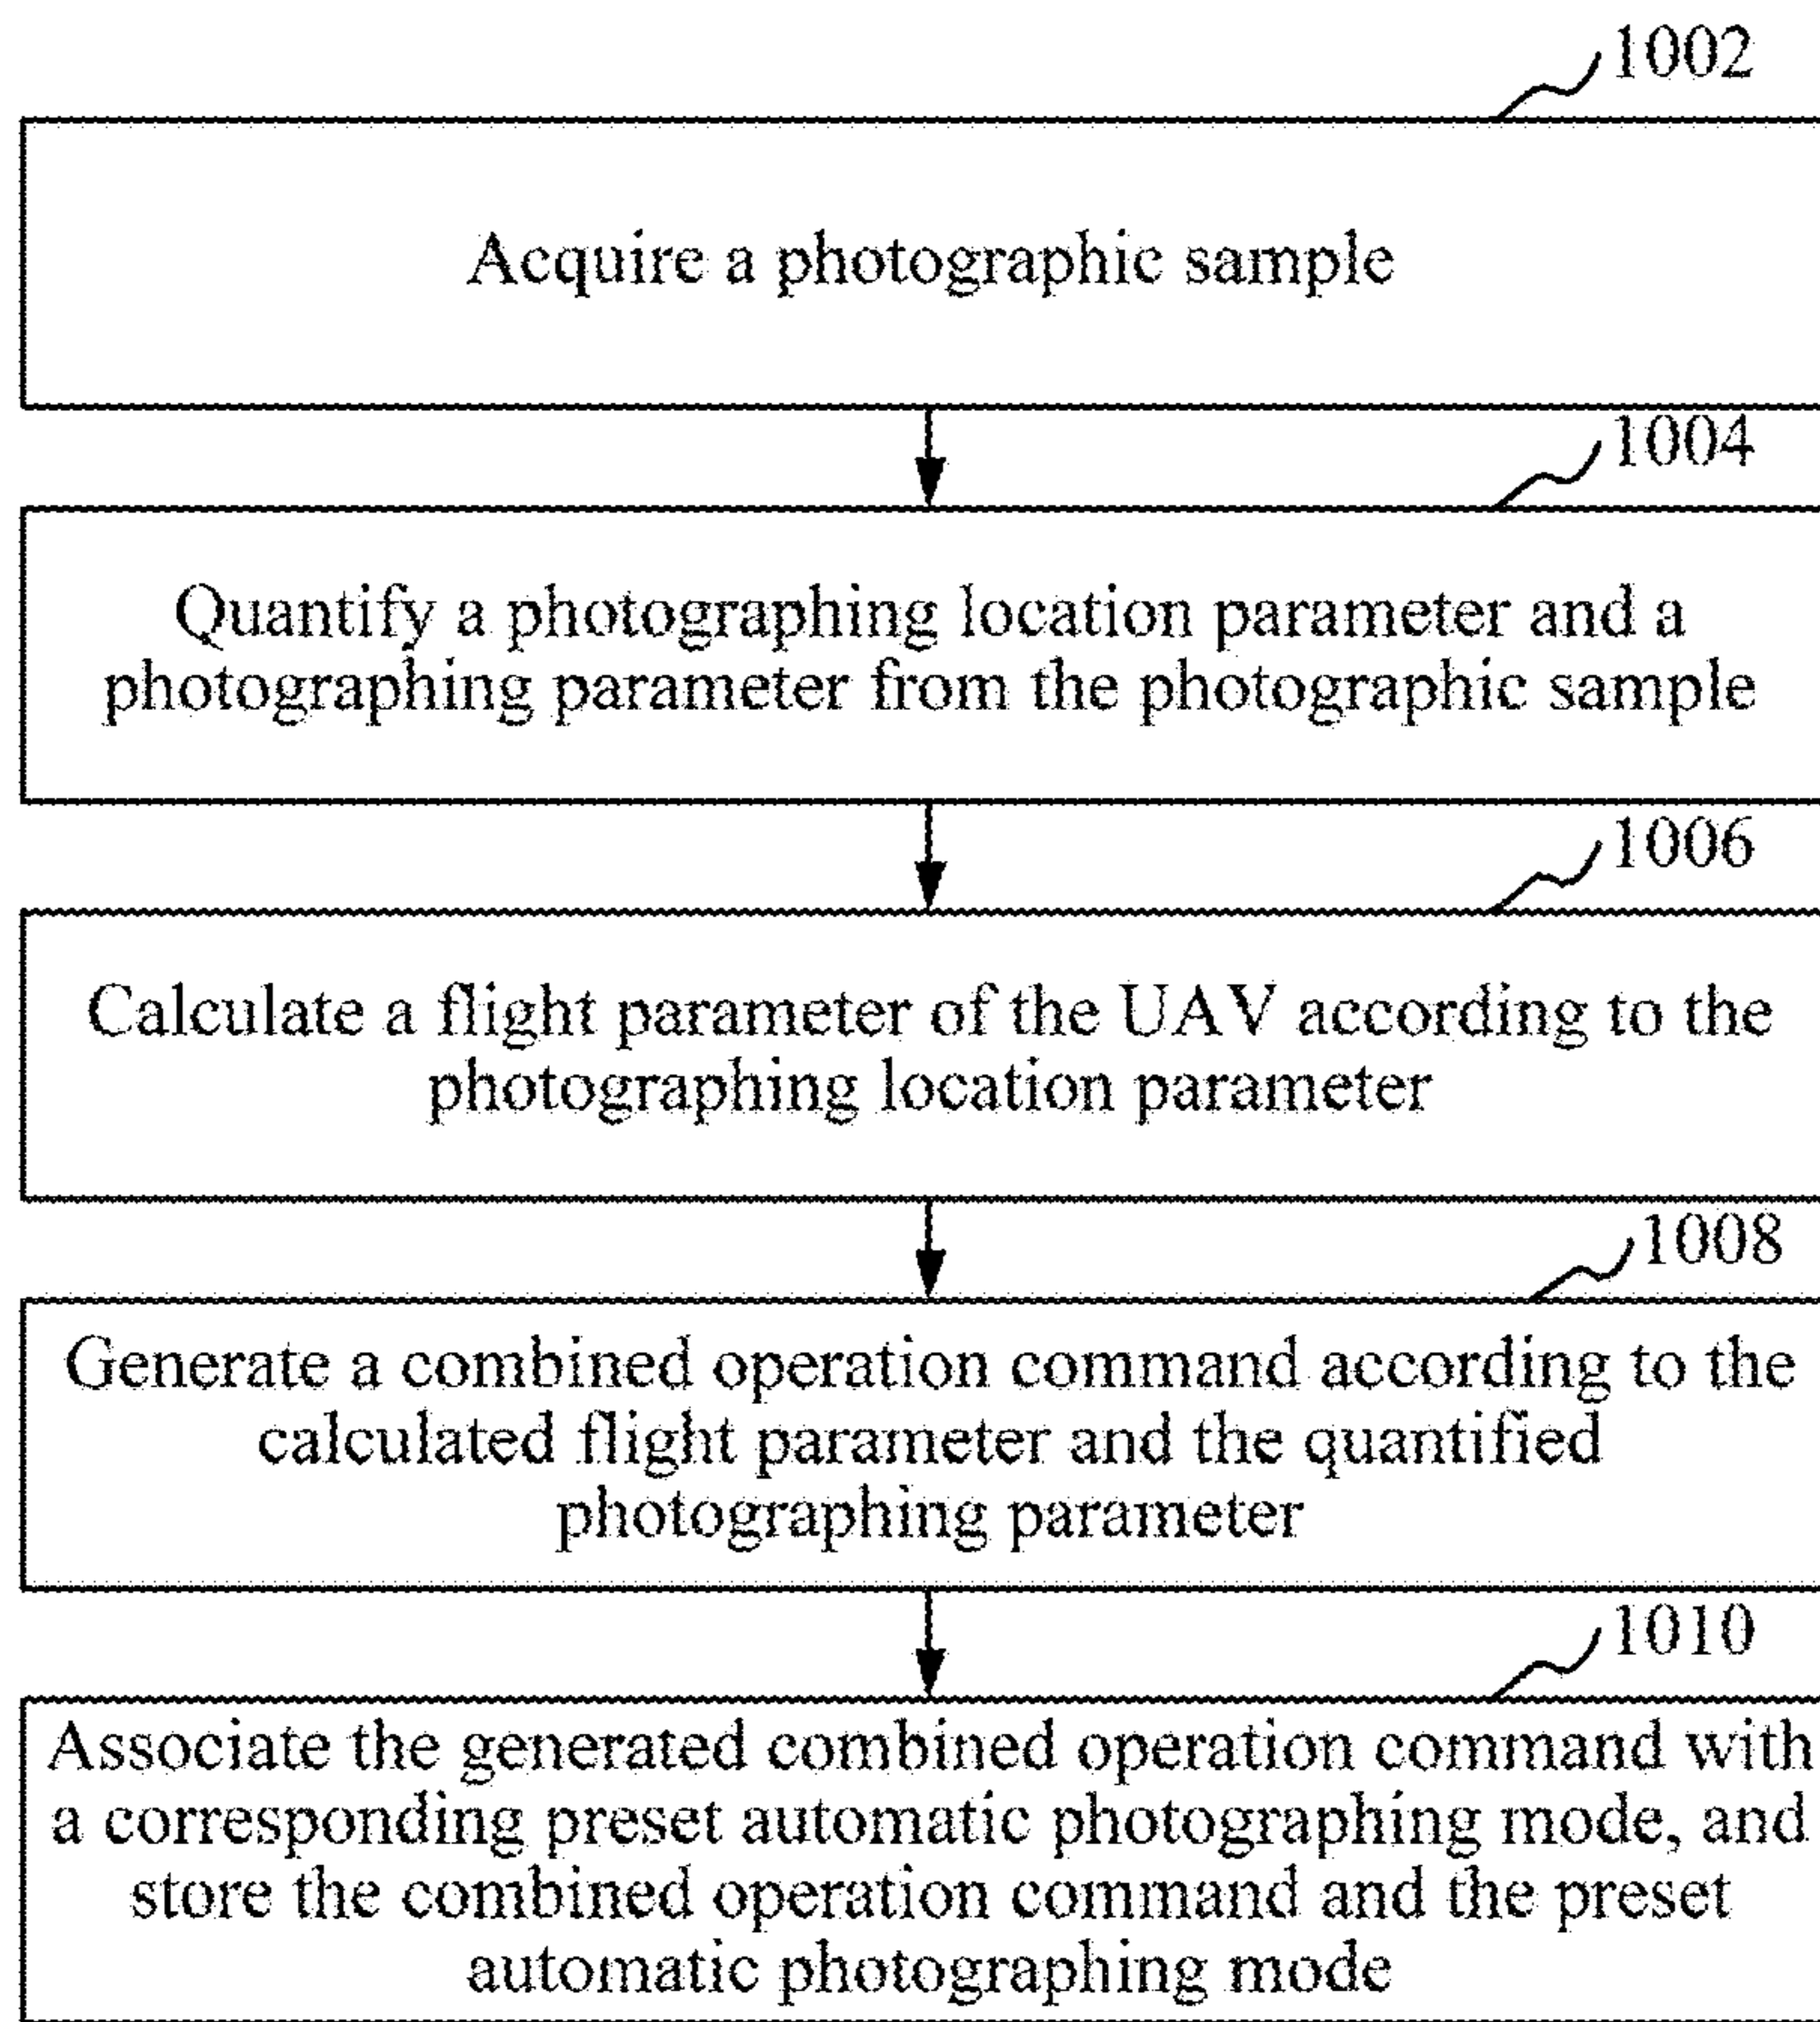 1002
Acquire a photographic sample
1004
Quantify a photographing location parameter and a
photographing parameter from the photographic sample
1006
Calculate a flight parameter of the UAV according to the
photographing location parameter
1008
Generate a combined operation command according to the
calculated flight parameter and the quantified
photographing parameter
1010
Associate the generated combined operation command with
a corresponding preset automatic photographing mode, and
store the combined operation command and the preset
automatic photographing mode